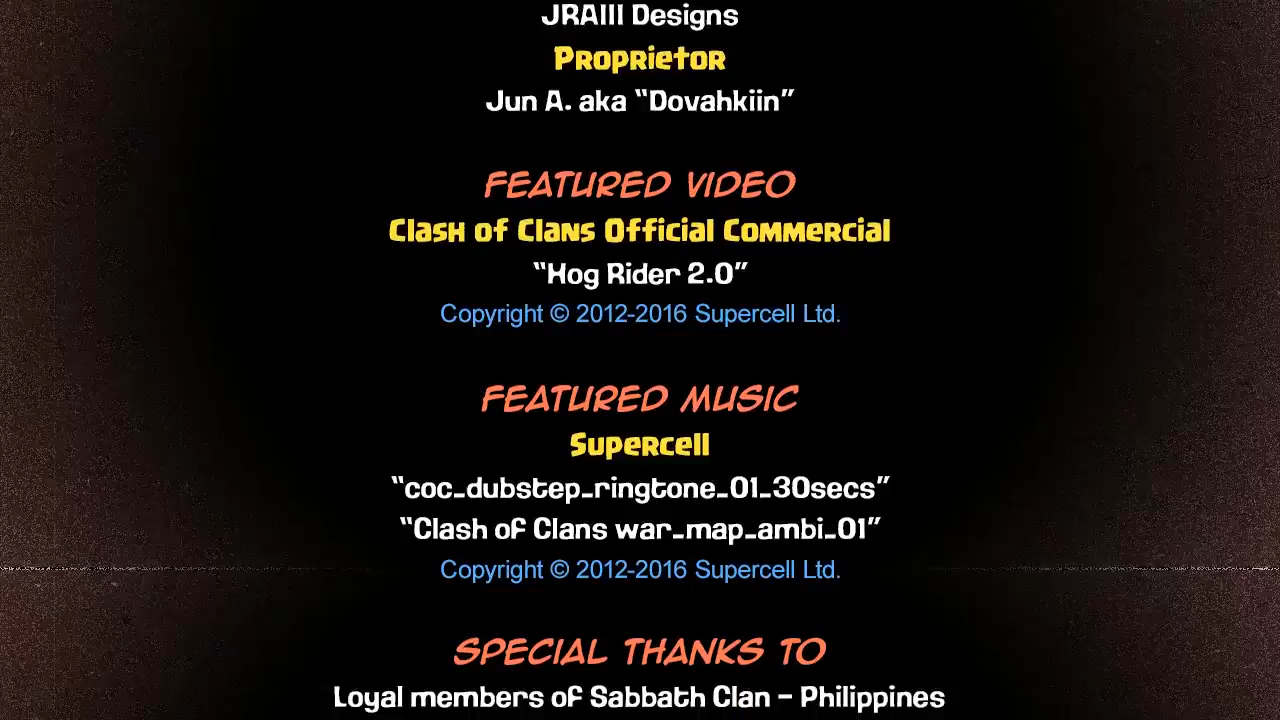 JRAIII Designs
Proprietor
Jun A. aka “Dovahkiin”
FEATURED VIDEO
Clash of Clans Official Commercial
“Hog Rider 2.0”
Copyright © 2012-2016 Supercell Ltd.
FEATURED MUSIC
Supercell
“coc_dubstep_ringtone_01_30secs”
“Clash of Clans war_map_ambi_01”
Copyright © 2012-2016 Supercell Ltd.
SPECIAL THANKS TO
Loyal members of Sabbath Clan – Philippines